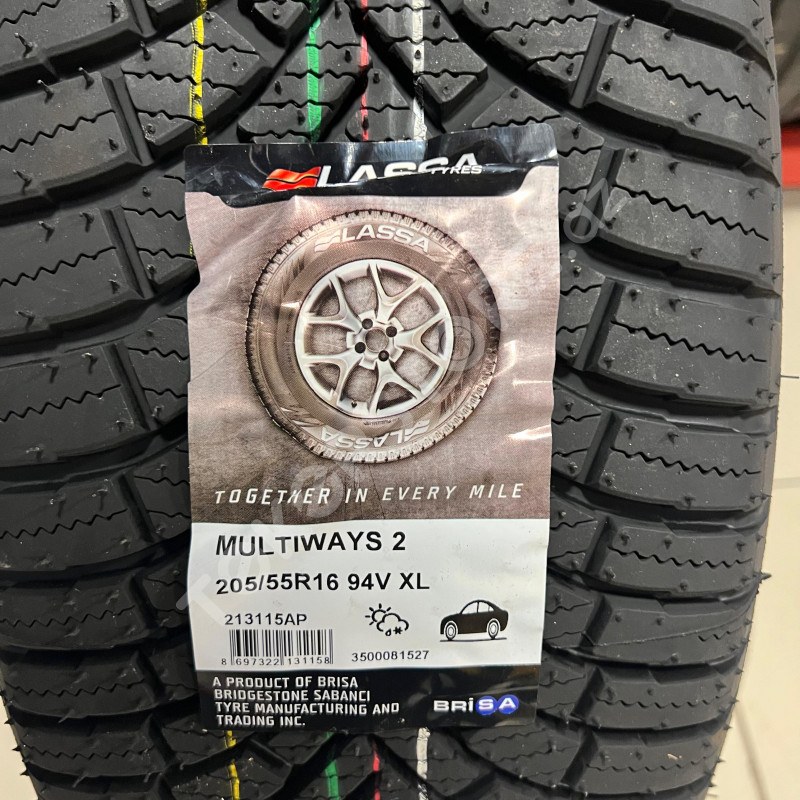 LASSA
TYRES
LASSA
LASSA
TOGETHER IN EVERY MILE
MULTIWAYS 2
205/55R16 94V XL
213115AP
8 697322 131158
3500081527
A PRODUCT OF BRISA
BRIDGESTONE SABANCI
TYRE MANUFACTURING AND
TRADING INC.
BRiSA